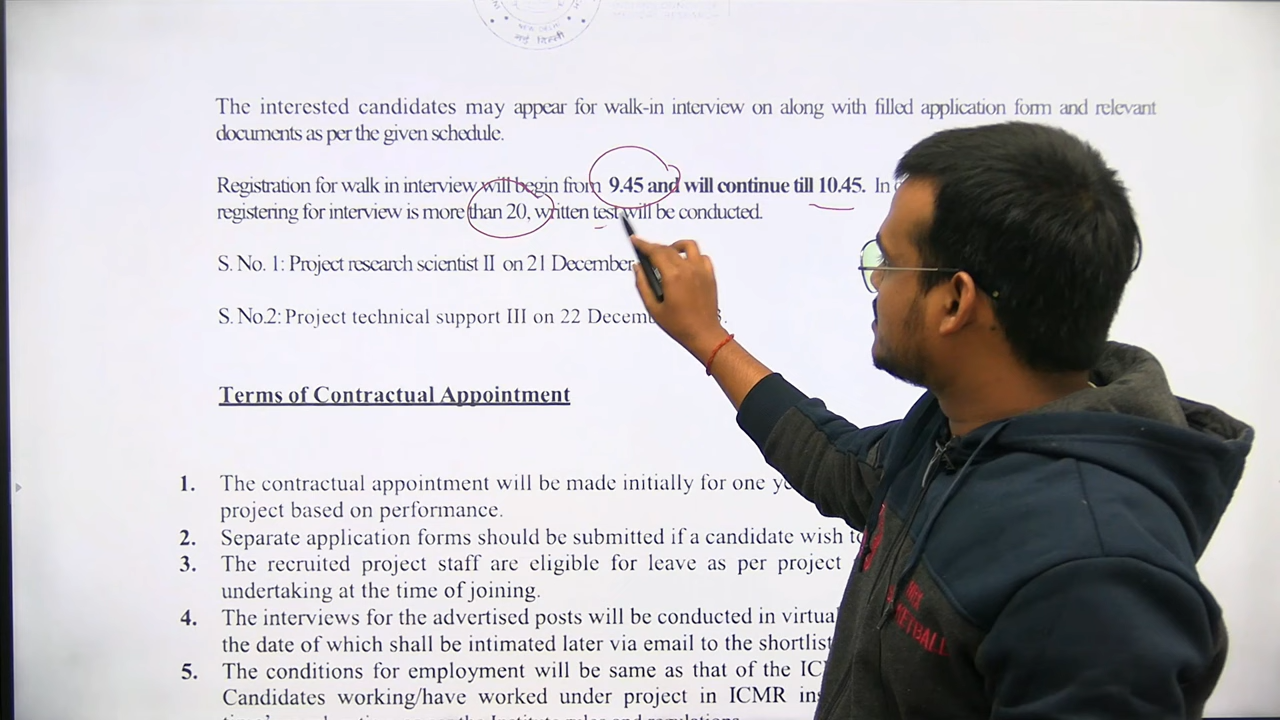 नई दिल्ली
The interested candidates may appear for walk-in interview on along with filled application form and relevant
documents as per the given schedule.
Registration for walk in interview will begin from 9.45 and will continue till 10.45. In
registering for interview is more than 20, written test will be conducted.
S. No. 1: Project research scientist II on 21 December
S. No.2: Project technical support III on 22 Decem 3.
Terms of Contractual Appointment
1. The contractual appointment will be made initially for one ye
project based on performance.
2. Separate application forms should be submitted if a candidate wish to
3. The recruited project staff are eligible for leave as per project
undertaking at the time of joining.
4. The interviews for the advertised posts will be conducted in virtual
the date of which shall be intimated later via email to the shortlist
5. The conditions for employment will be same as that of the IC
Candidates working/have worked under project in ICMR ins